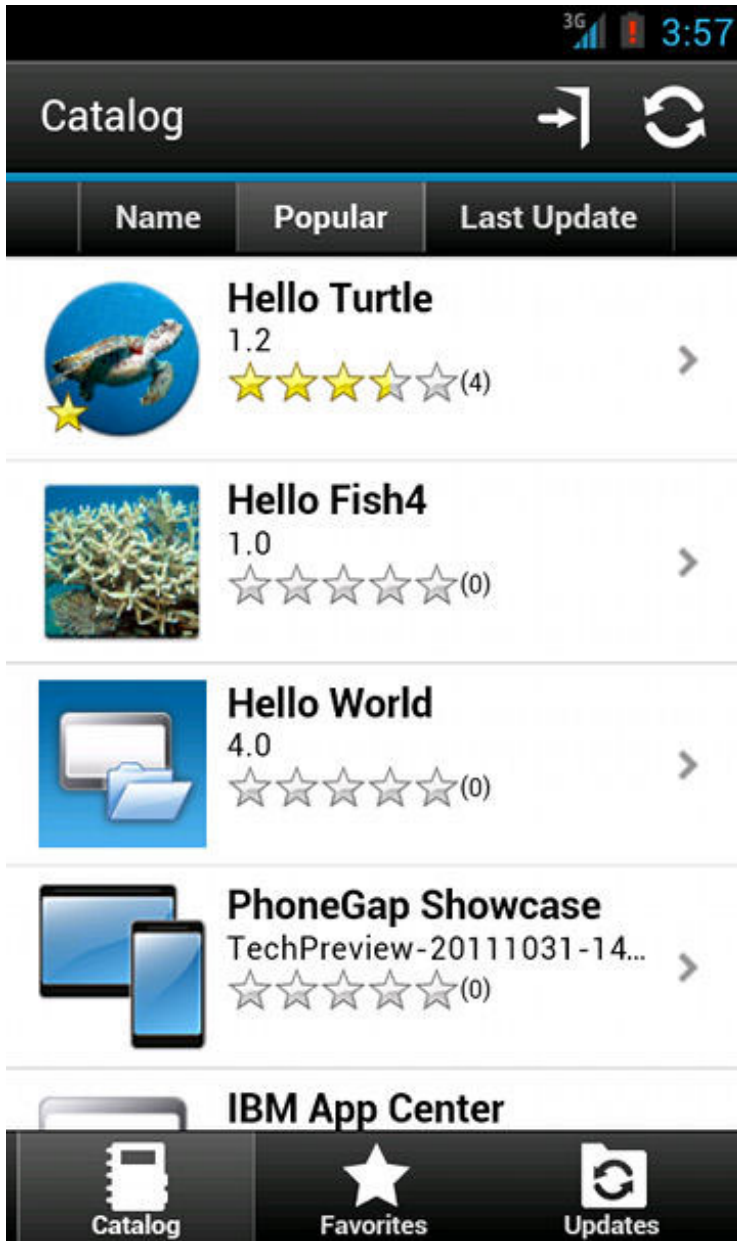 3G 3:57
Catalog
Name Popular Last Update
Hello Turtle
1.2
(4)
Hello Fish4
1.0
(0)
Hello World
4.0
(0)
PhoneGap Showcase
TechPreview-20111031-14...
(0)
IBM App Center
Catalog Favorites Updates